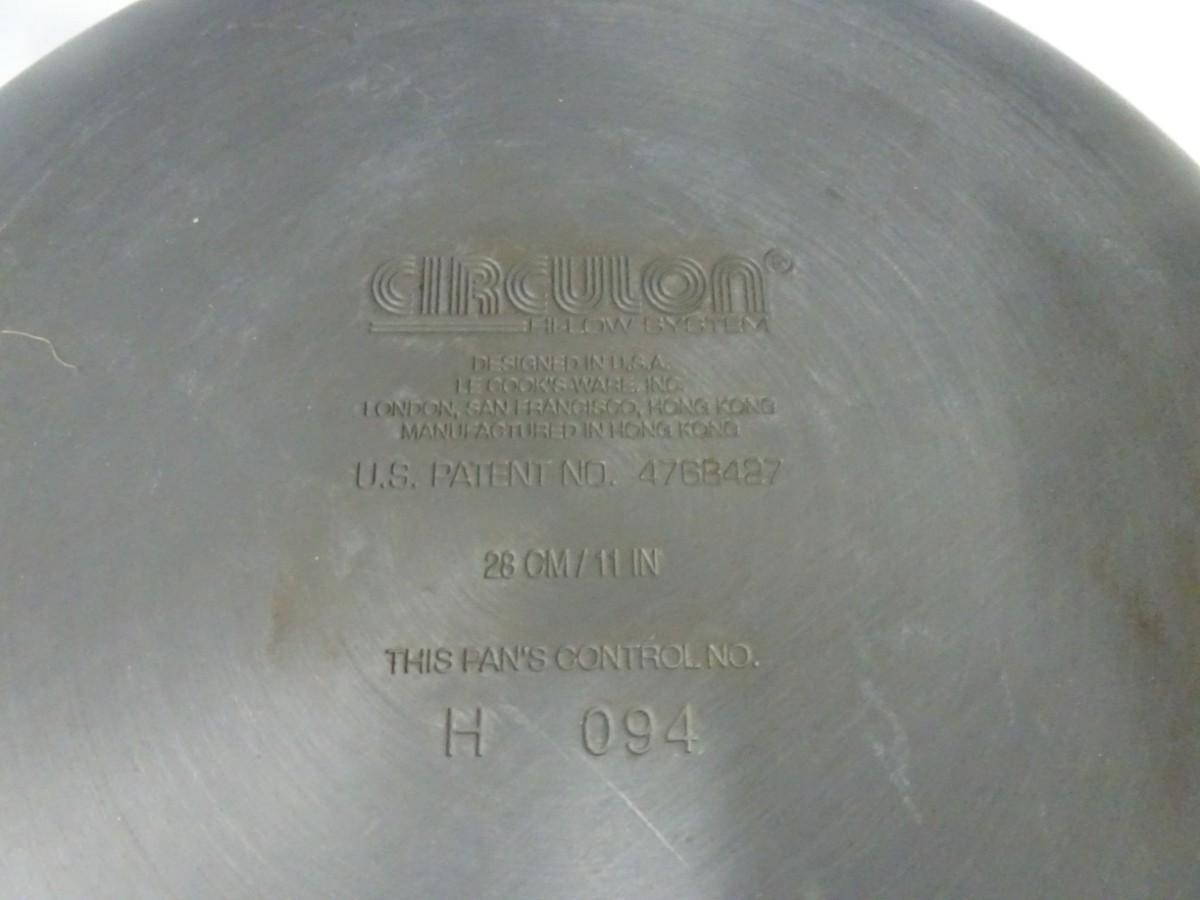 CIRCULON®
HI-LOW SYSTEM
DESIGNED IN U.S.A.
LE COOK'S-WARE, INC.
LONDON, SAN FRANCISCO, HONG KONG
MANUFACTURED IN HONG KONG
U.S. PATENT NO. 4768427
28 CM / 11 IN
THIS PAN'S CONTROL NO.
H 094